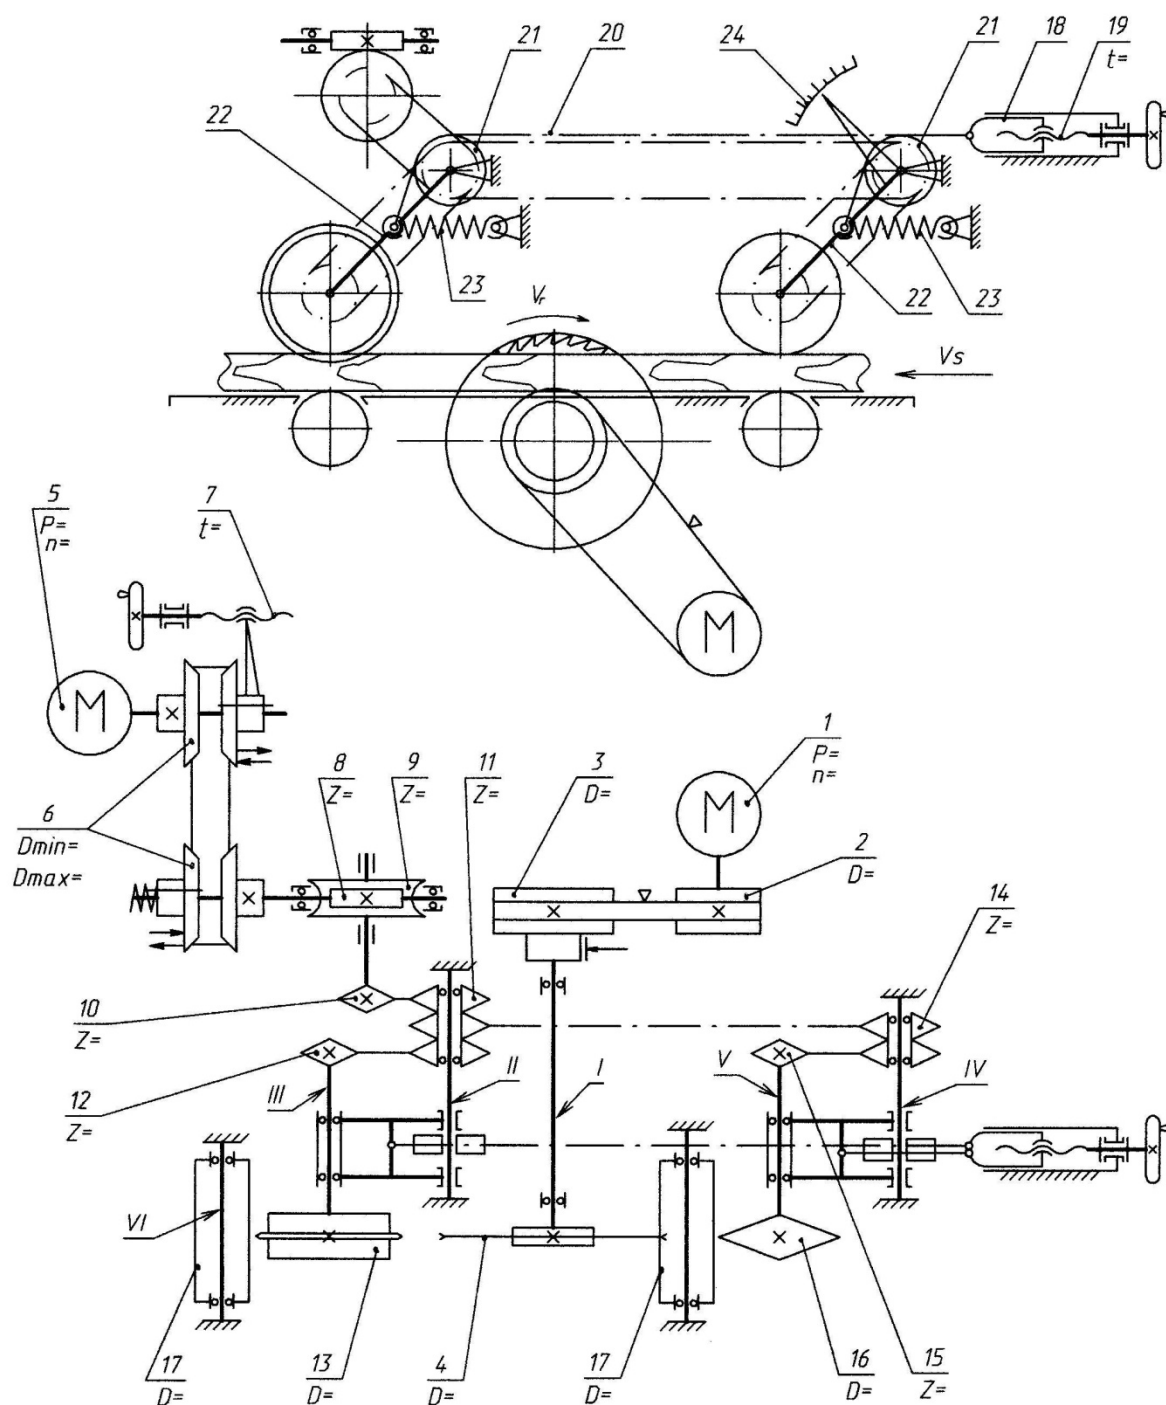 21
20
24
21
18
19
t=
22
23
22
23
Vr
Vs
5
P=
n=
7
t=
M
M
1
P=
n=
M
3
D=
8
Z=
9
Z=
11
Z=
6
Dmin=
Dmax=
2
D=
14
Z=
10
Z=
12
Z=
III
II
I
V
IV
VI
17
D=
13
D=
4
D=
17
D=
16
D=
15
Z=